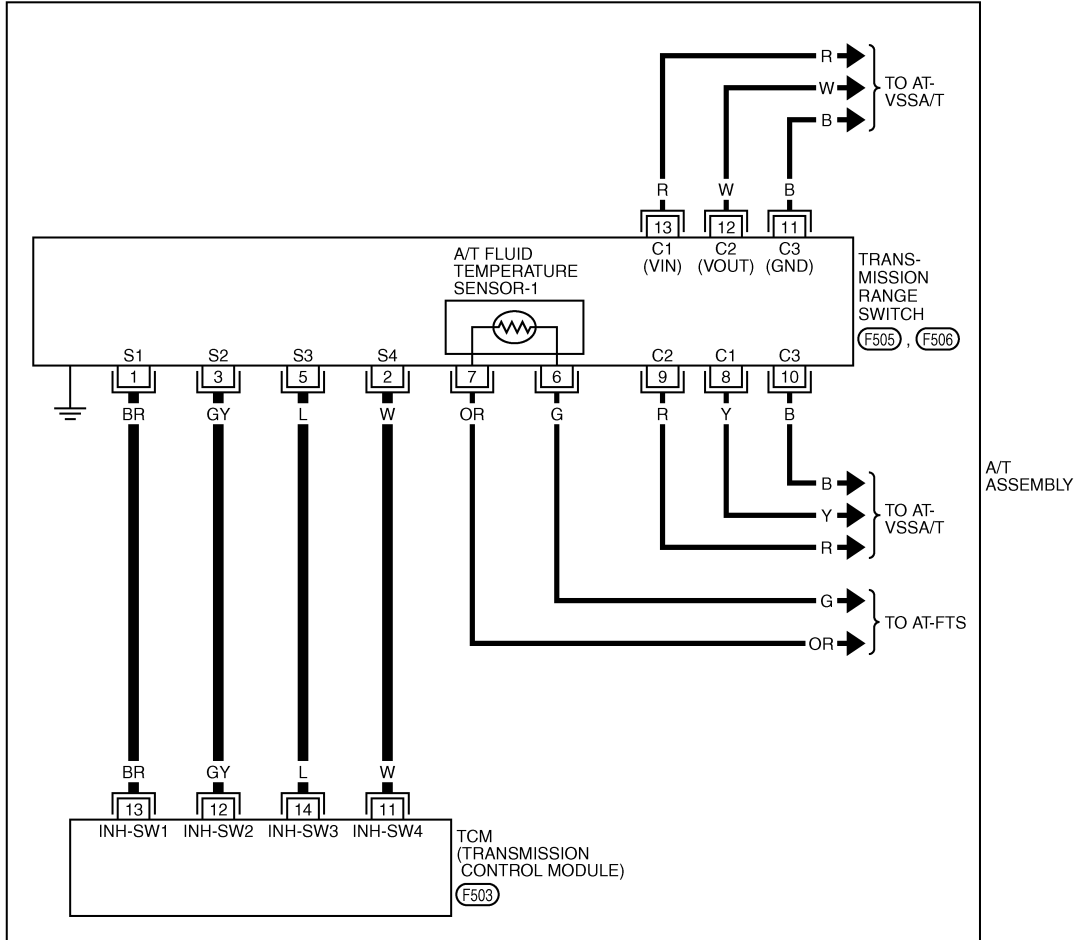 R
W
B
TO AT-
VSSA/T
R W B
13 12 11
C1 C2 C3
(VIN) (VOUT) (GND)
A/T FLUID
TEMPERATURE
SENSOR-1
TRANS-
MISSION
RANGE
SWITCH
F505 , F506
S1 S2 S3 S4 C2 C1 C3
1 3 5 2 7 6 9 8 10
BR GY L W OR G R Y B
A/T
ASSEMBLY
B
Y
R
TO AT-
VSSA/T
G
OR
TO AT-FTS
BR GY L W
13 12 14 11
INH-SW1 INH-SW2 INH-SW3 INH-SW4
TCM
(TRANSMISSION
CONTROL MODULE)
F503